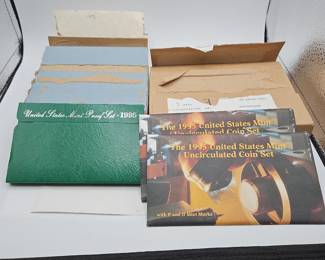 United States Mint Proof Set - 1995
The 1995 United States Mint
Uncirculated Coin Set
The 1995 United States Mint
Uncirculated Coin Set
with P and D Mint Marks